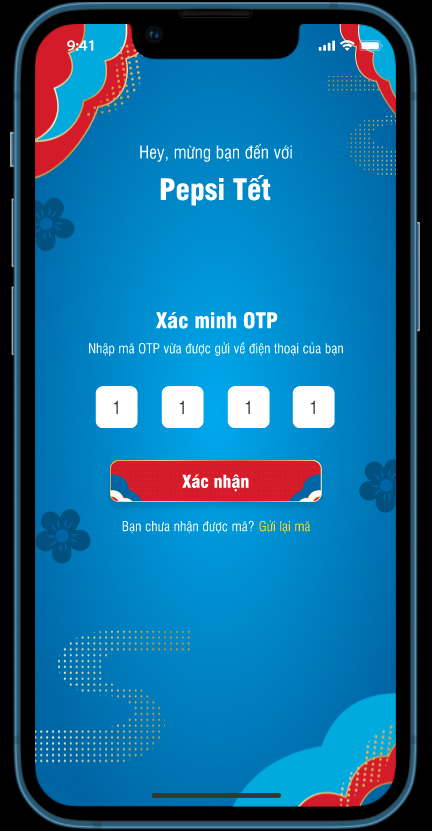 9:41
Hey, mừng bạn đến với
Pepsi Tết
Xác minh OTP
Nhập mã OTP vừa được gửi về điện thoại của bạn
1 1 1 1
Xác nhận
Bạn chưa nhận được mã? Gửi lại mã